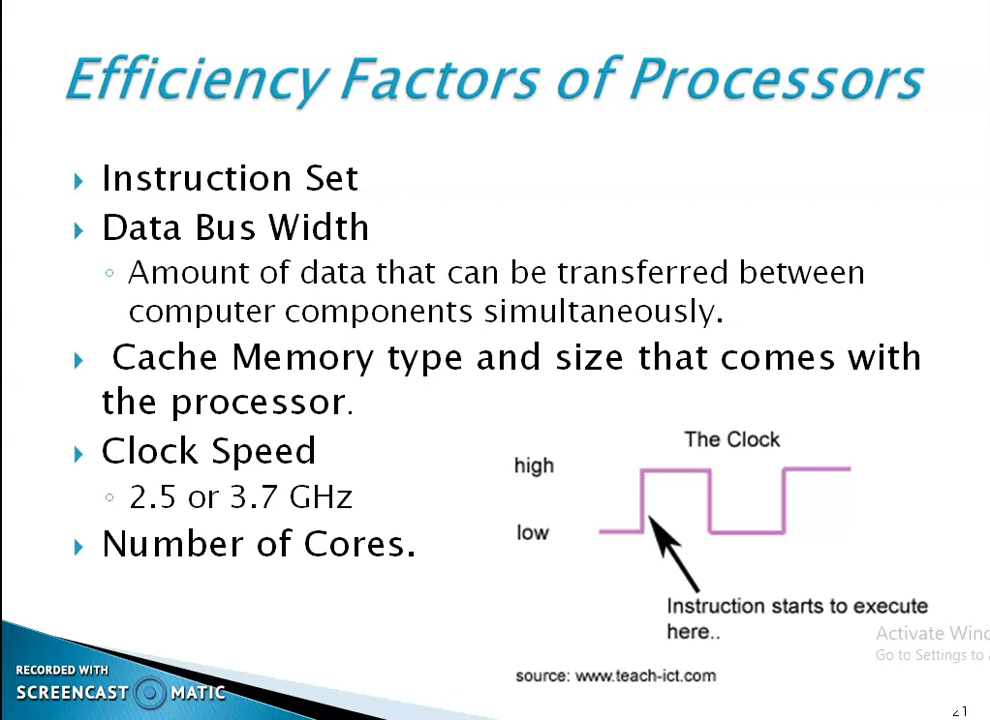 Efficiency Factors of Processors
Instruction Set
Data Bus Width
Amount of data that can be transferred between
computer components simultaneously.
Cache Memory type and size that comes with
the processor.
Clock Speed
2.5 or 3.7 GHz
Number of Cores.
The Clock
high
low
Instruction starts to execute
here..
source: www.teach-ict.com
Activate Winc
Go to Settings to
RECORDED WITH
SCREENCAST MATIC
21